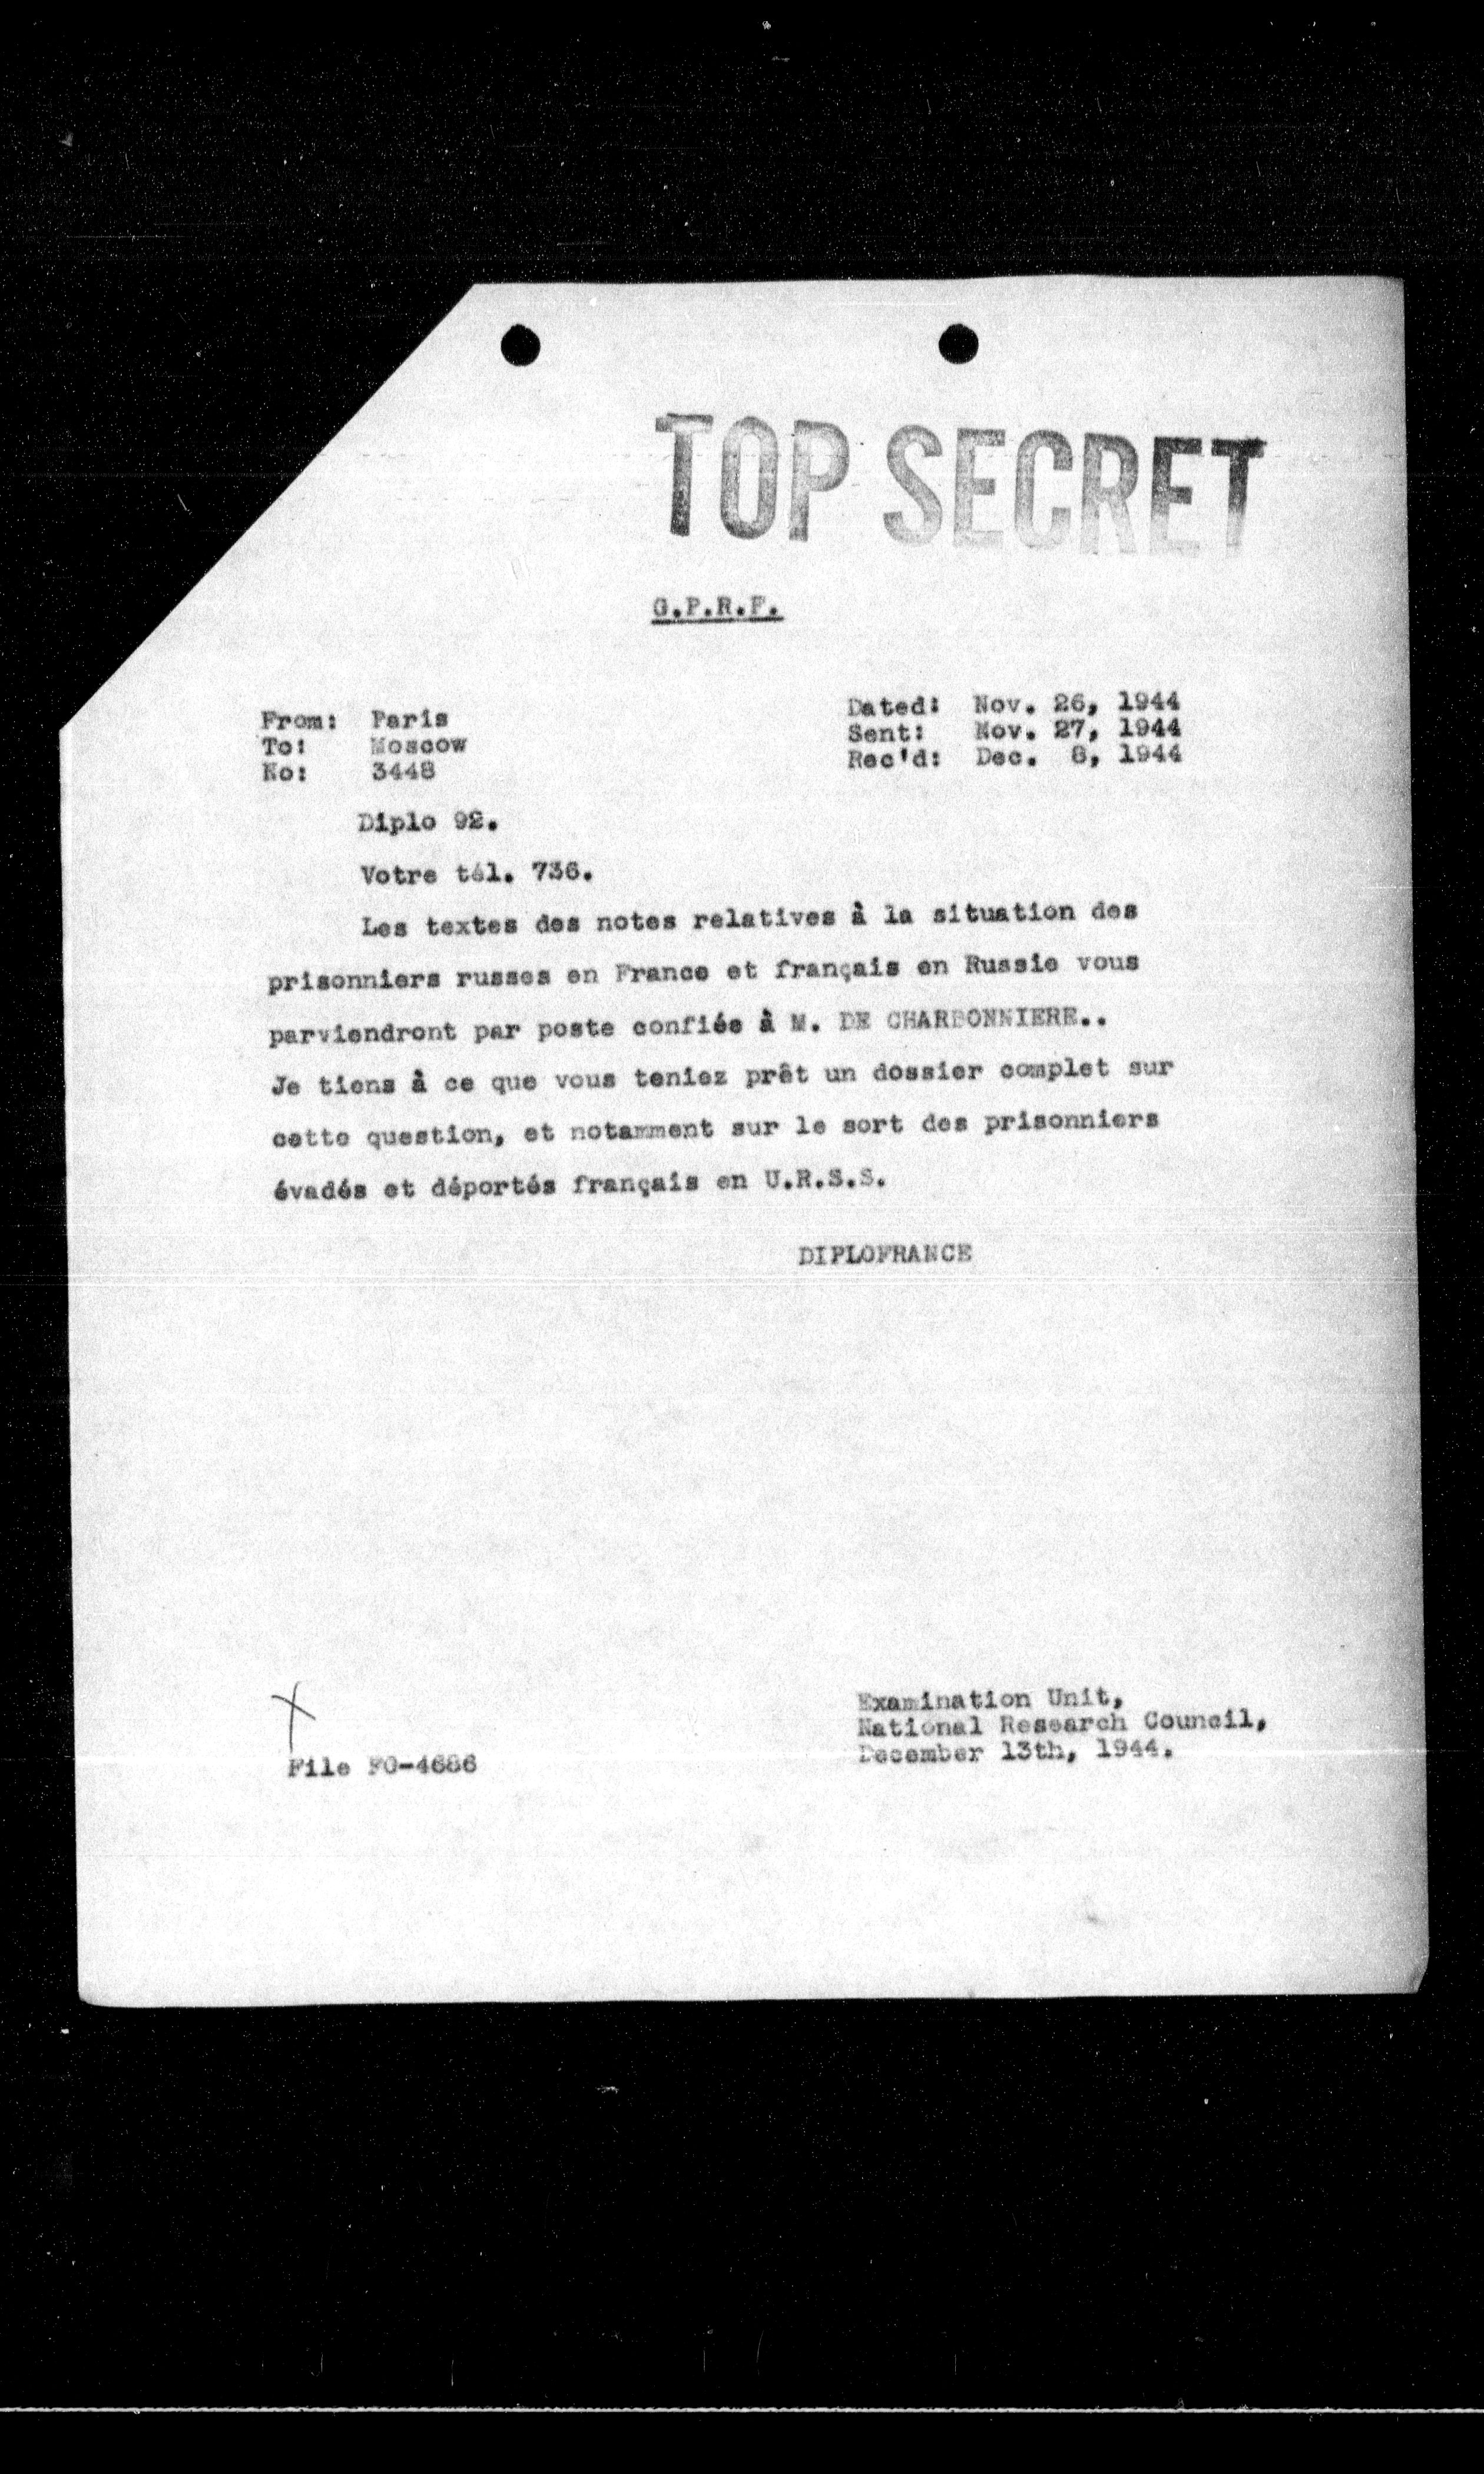 TOP SECRET
G.P.R.F.
From: Paris
To: Moscow
No: 3448
Dated: Nov. 26, 1944
Sent: Nov. 27, 1944
Rec'd: Dec. 8, 1944
Diplo 92.
Votre tél. 736.
Les textes des notes relatives à la situation des
prisonniers russes en France et français en Russie vous
parviendront par poste confiée à M. DE CHARBONNIERE..
Je tiens à ce que vous teniez prêt un dossier complet sur
cette question, et notamment sur le sort des prisonniers
évadés et déportés français en U.R.S.S.
DIPLOFRANCE
Examination Unit,
National Research Council,
December 13th, 1944.
X
File FO-4686